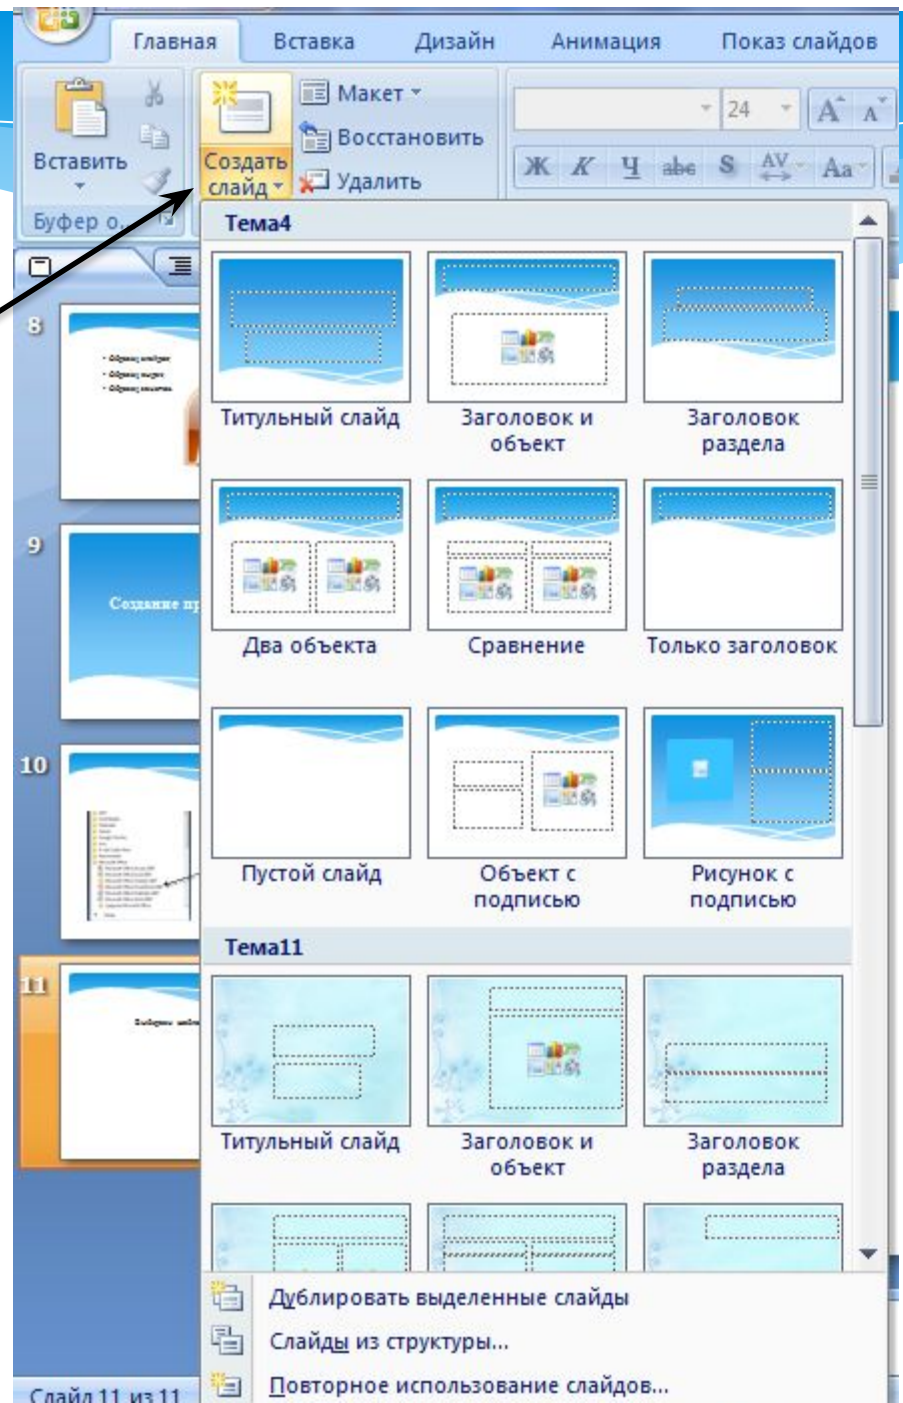 Главная Вставка Дизайн Анимация Показ слайдов
Макет
24
Восстановить
Вставить
Создать слайд
Удалить
Ж К Ч abe S AV Aa
Буфер о...
Тема4
8
Титульный слайд
Заголовок и объект
Заголовок раздела
9
Создание пр
Два объекта
Сравнение
Только заголовок
10
Пустой слайд
Объект с подписью
Рисунок с подписью
Тема11
11
Титульный слайд
Заголовок и объект
Заголовок раздела
Дублировать выделенные слайды
Слайды из структуры...
Повторное использование слайдов...
Слайд 11 из 11